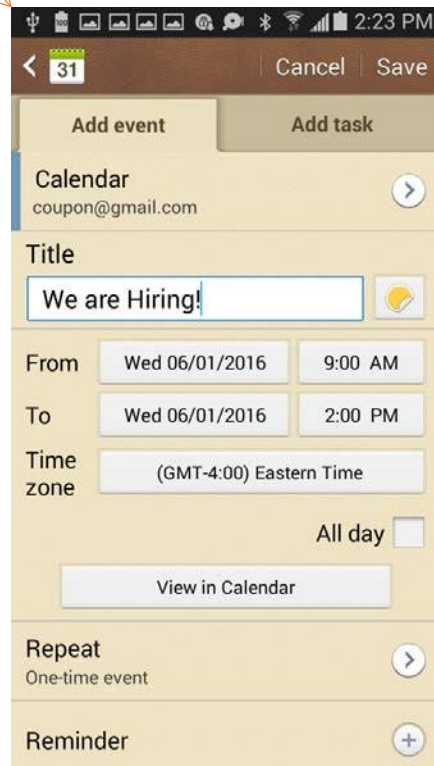 2:23 PM
31 Cancel Save
Add event Add task
Calendar
coupon@gmail.com
Title
We are Hiring!
From Wed 06/01/2016 9:00 AM
To Wed 06/01/2016 2:00 PM
Time
zone (GMT-4:00) Eastern Time
All day
View in Calendar
Repeat
One-time event
Reminder